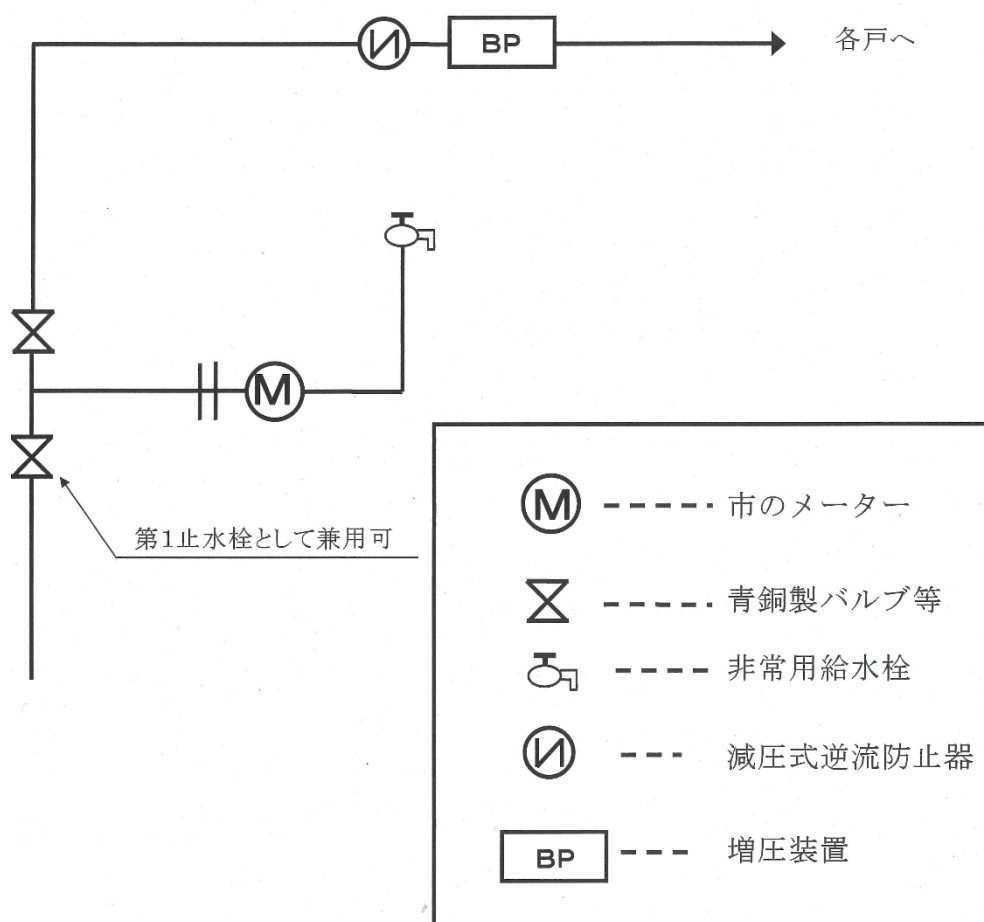 BP
各戸へ
M
第1止水栓として兼用可
M 市のメーター
青銅製バルブ等
非常用給水栓
減圧式逆流防止器
BP 増圧装置